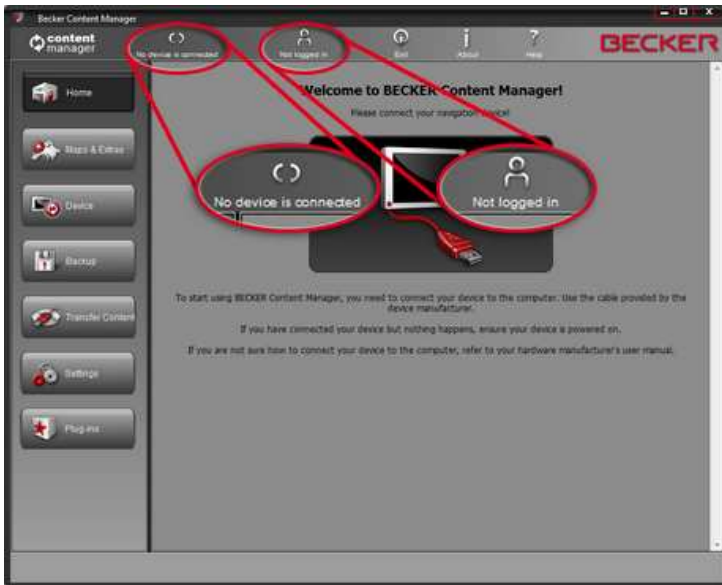 Becker Content Manager
content
manager
No device is connected
Not logged in
Exit
About
Help
BECKER
Home
Maps & Extras
Device
Backup
Transfer Content
Settings
Plug-ins
Welcome to BECKER Content Manager!
Please connect your navigation device!
No device is connected
Not logged in
To start using BECKER Content Manager, you need to connect your device to the computer. Use the cable provided by the
device manufacturer.
If you have connected your device but nothing happens, ensure your device is powered on.
If you are not sure how to connect your device to the computer, refer to your hardware manufacturer's user manual.